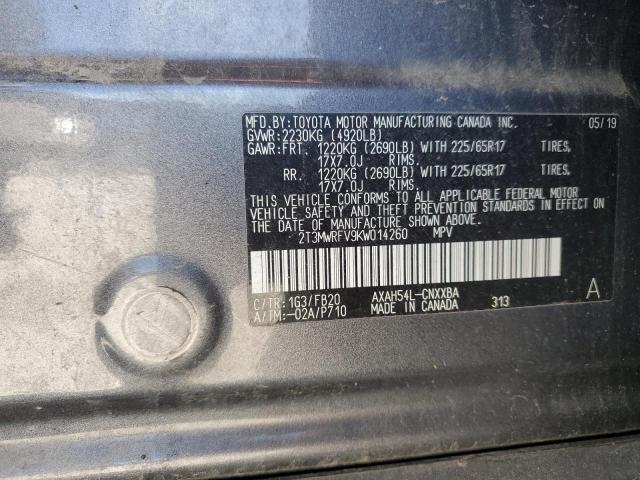 MFD.BY:TOYOTA MOTOR MANUFACTURING CANADA INC. 05/19
GVWR:2230KG (4920LB)
GAWR:FRT. 1220KG (2690LB) WITH 225/65R17 TIRES,
17X7.0J RIMS.
RR. 1220KG (2690LB) WITH 225/65R17 TIRES,
17X7.0J RIMS.
THIS VEHICLE CONFORMS TO ALL APPLICABLE FEDERAL MOTOR
VEHICLE SAFETY AND THEFT PREVENTION STANDARDS IN EFFECT ON
THE DATE OF MANUFACTURE SHOWN ABOVE.
2T3MWRFV9KW014260 MPV
C/TR:1G3/FB20 AXAH54L-CNXXBA 313 A
A/TM:-02A/P710 MADE IN CANADA